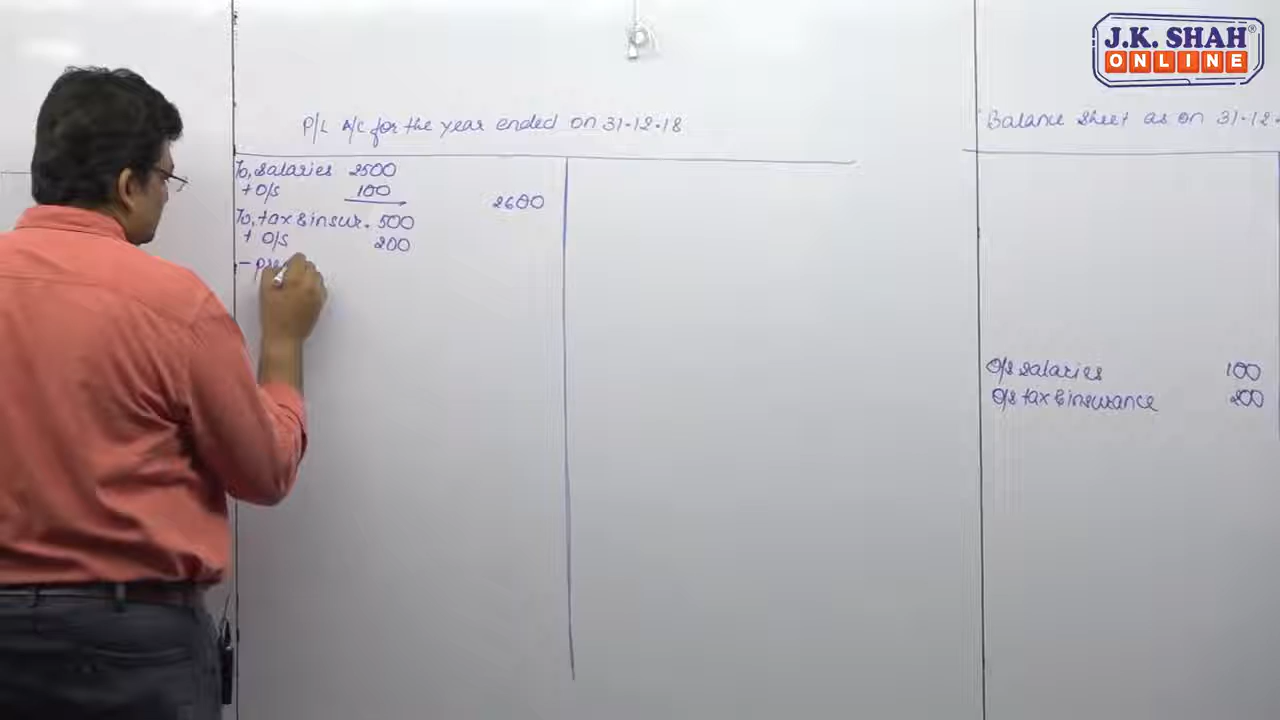 J.K. SHAH®
ONLINE
P/L A/C for the year ended on 31-12-18
To, salaries 2500
+ O/S 100 2600
To, tax & insur. 500
+ O/S 200
- pre
Balance sheet as on 31-12-
O/s salaries 100
O/s tax & insurance 200